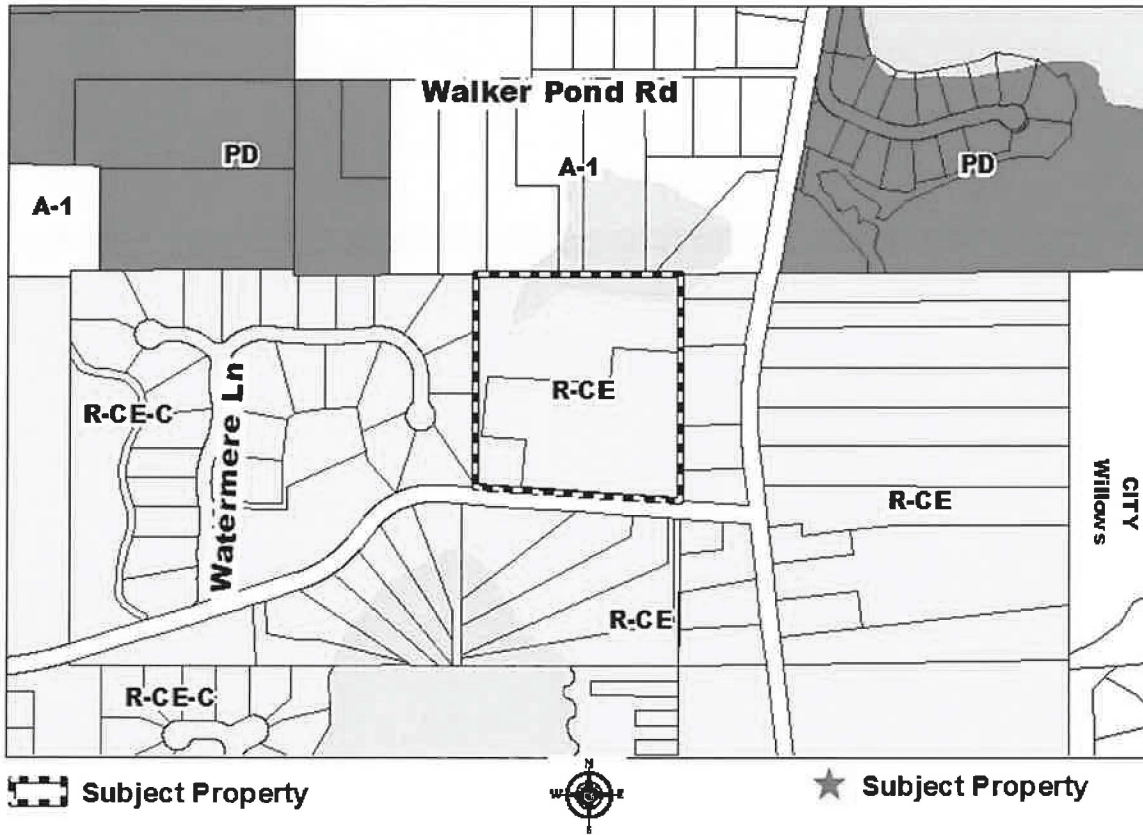 Walker Pond Rd
PD
A-1
PD
A-1
R-CE
R-CE-C
Watermere Ln
R-CE
CITY
Willows
R-CE
R-CE-C
N
W E
S
Subject Property
Subject Property